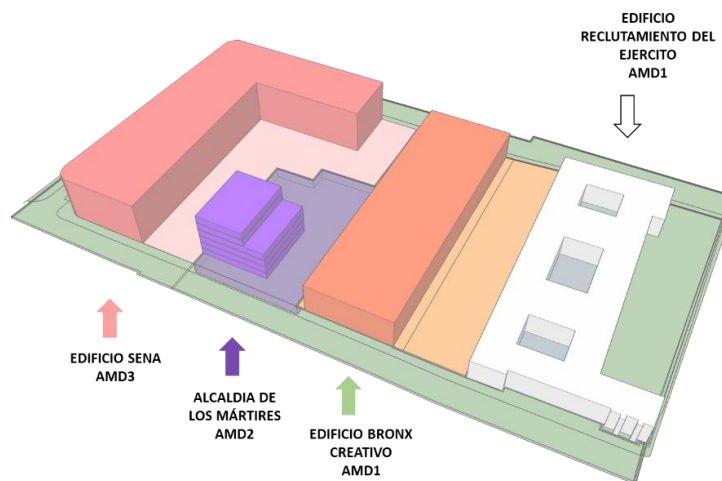 EDIFICIO
RECLUTAMIENTO DEL
EJERCITO
AMD1
EDIFICIO SENA
AMD3
ALCALDIA DE
LOS MÁRTIRES
AMD2
EDIFICIO BRONX
CREATIVO
AMD1